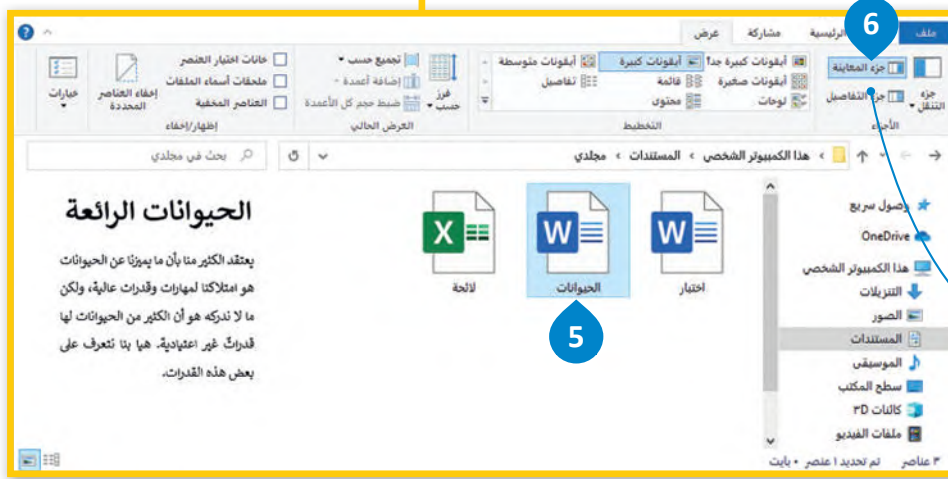 ملف
الرئيسية
مشاركة
عرض
6
جزء التنقل
جزء المعاينة
جزء التفاصيل
الأجزاء
أيقونات كبيرة جدا
أيقونات كبيرة
أيقونات متوسطة
أيقونات صغيرة
قائمة
تفاصيل
لوحات
محتوى
التخطيط
فرز حسب
تجميع حسب
إضافة أعمدة
ضبط حجم كل الأعمدة
العرض الحالي
خانات اختيار العنصر
ملحقات أسماء الملفات
العناصر المخفية
إخفاء العناصر المحددة
إظهار/إخفاء
خيارات
هذا الكمبيوتر الشخصي › المستندات › مجلدي
بحث في مجلدي
وصول سريع
OneDrive
هذا الكمبيوتر الشخصي
التنزيلات
الصور
المستندات
الموسيقى
سطح المكتب
كائنات ٣D
ملفات الفيديو
اختبار
الحيوانات
لائحة
5
الحيوانات الرائعة
يعتقد الكثير منا بأن ما يميزنا عن الحيوانات
هو امتلاكنا لمهارات وقدرات عالية، ولكن
ما لا ندركه هو أن الكثير من الحيوانات لها
قدراتٌ غير اعتيادية. هيا بنا نتعرف على
بعض هذه القدرات.
٣ عناصر تم تحديد ١ عنصر ٠ بايت